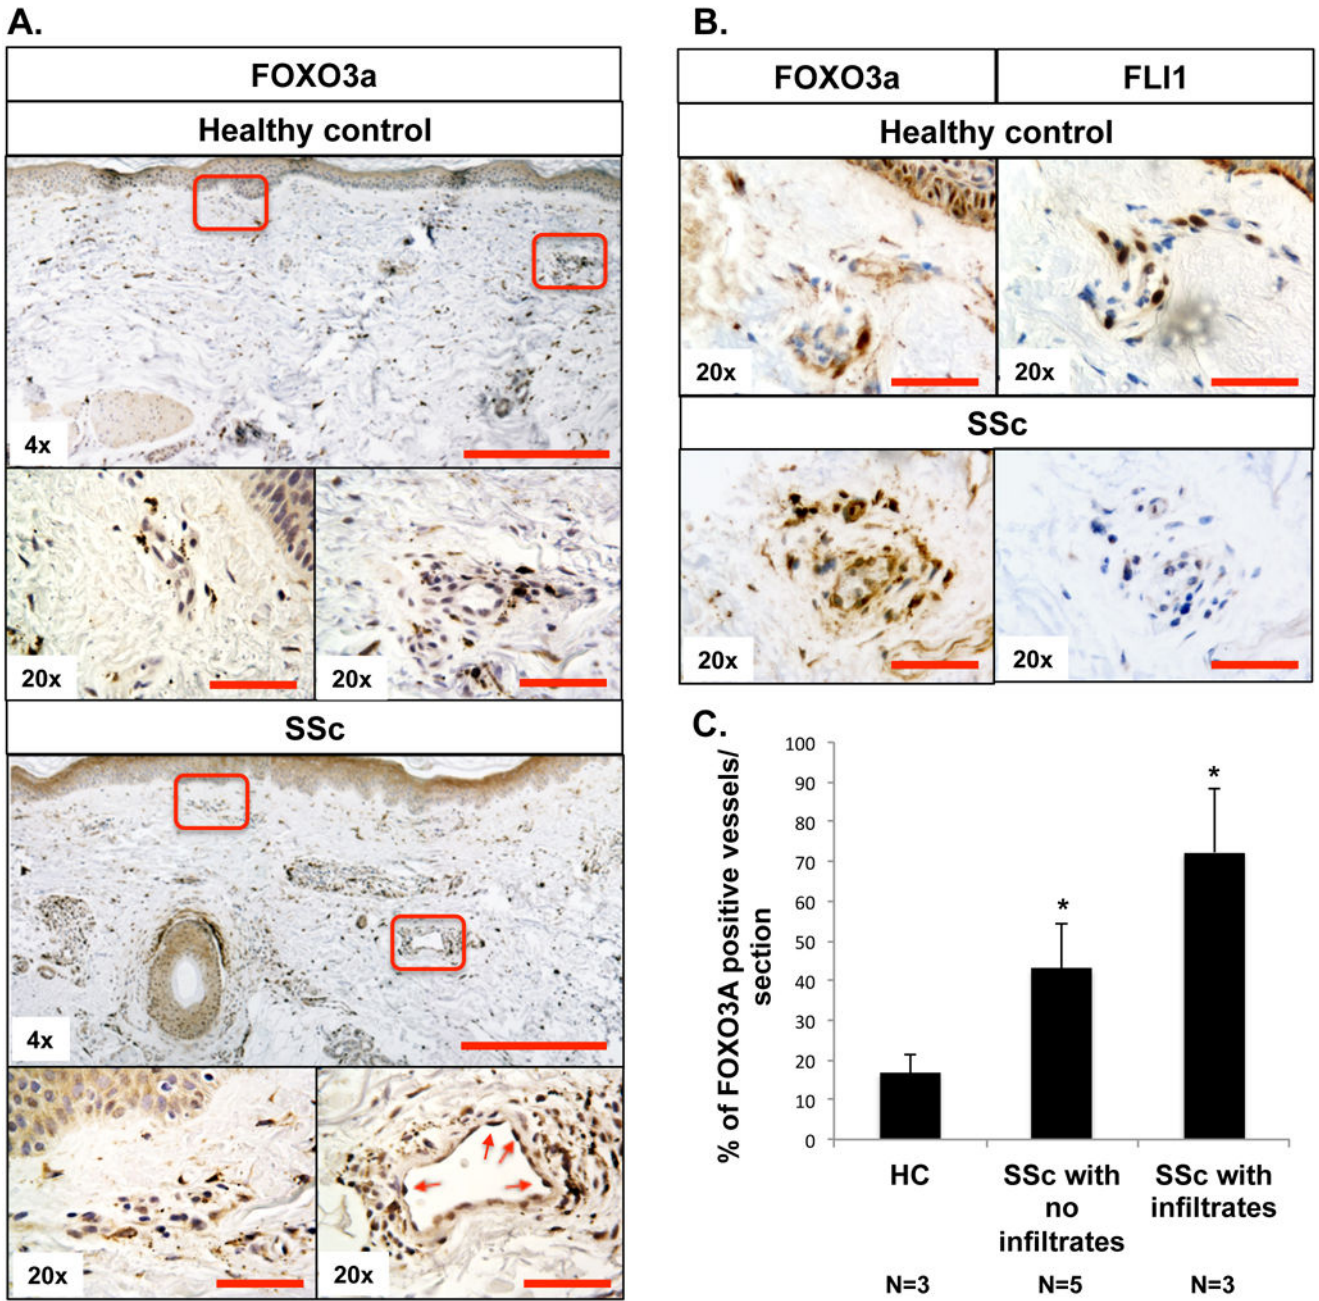 A.
FOXO3a
Healthy control
4x
20x
20x
SSc
4x
20x
20x
B.
FOXO3a
FLI1
Healthy control
20x
20x
SSc
20x
20x
C.
% of FOXO3A positive vessels/
section
100
90
80
70
60
50
40
30
20
10
0
*
*
HC
SSc with
no
infiltrates
SSc with
infiltrates
N=3
N=5
N=3